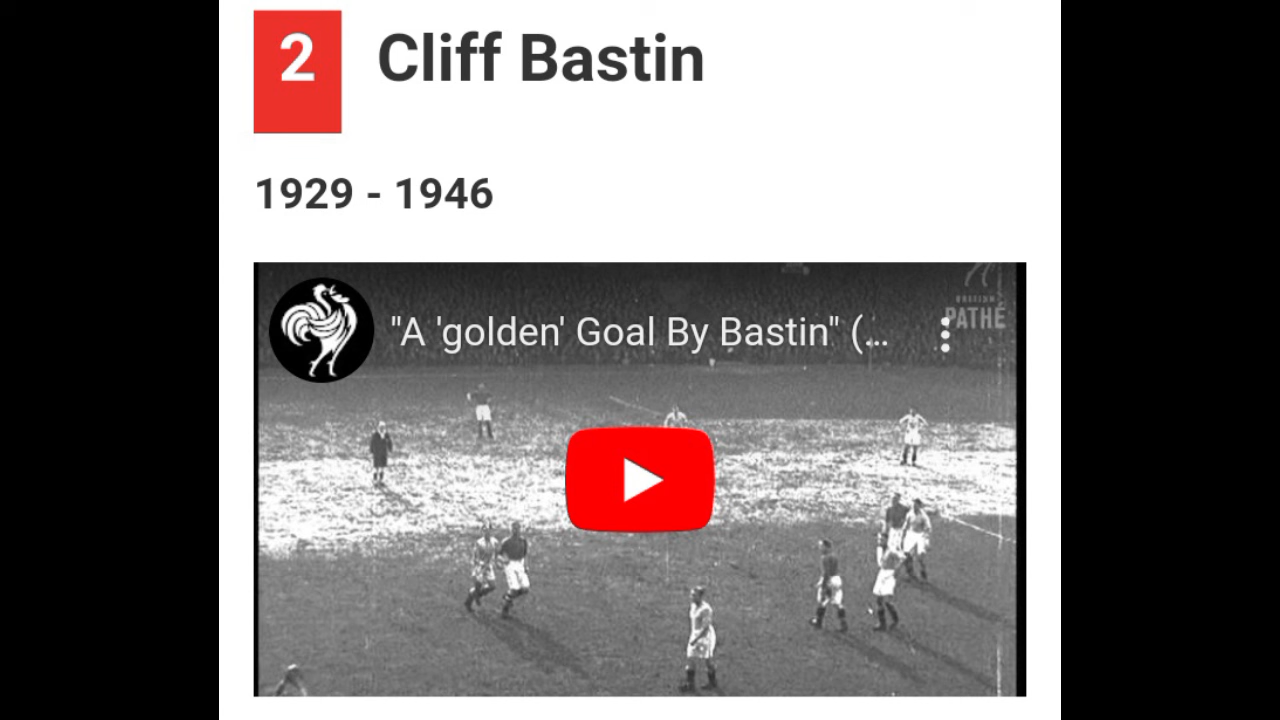 2 Cliff Bastin
1929 - 1946
"A 'golden' Goal By Bastin" (...
BRITISH
PATHÉ